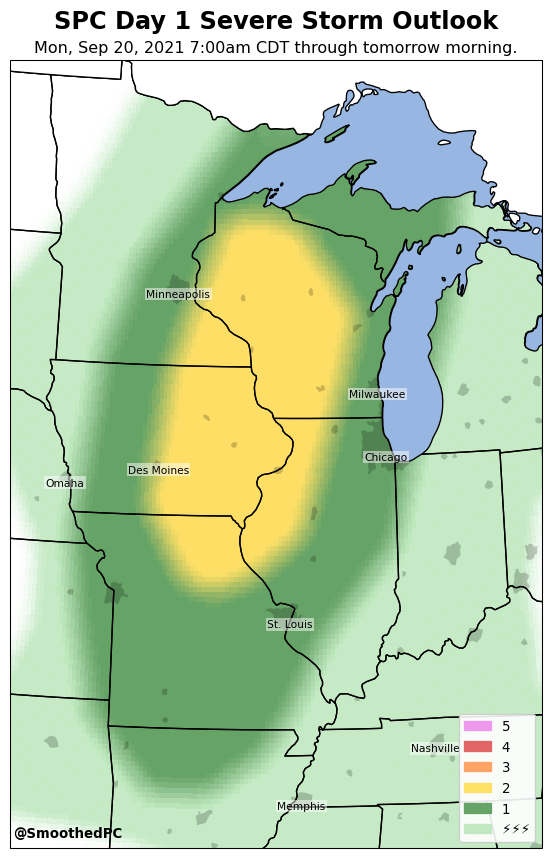 SPC Day 1 Severe Storm Outlook
Mon, Sep 20, 2021 7:00am CDT through tomorrow morning.
Minneapolis
Milwaukee
Chicago
Des Moines
Omaha
St. Louis
Nashville
Memphis
5
4
3
2
1
⚡⚡⚡
@SmoothedPC